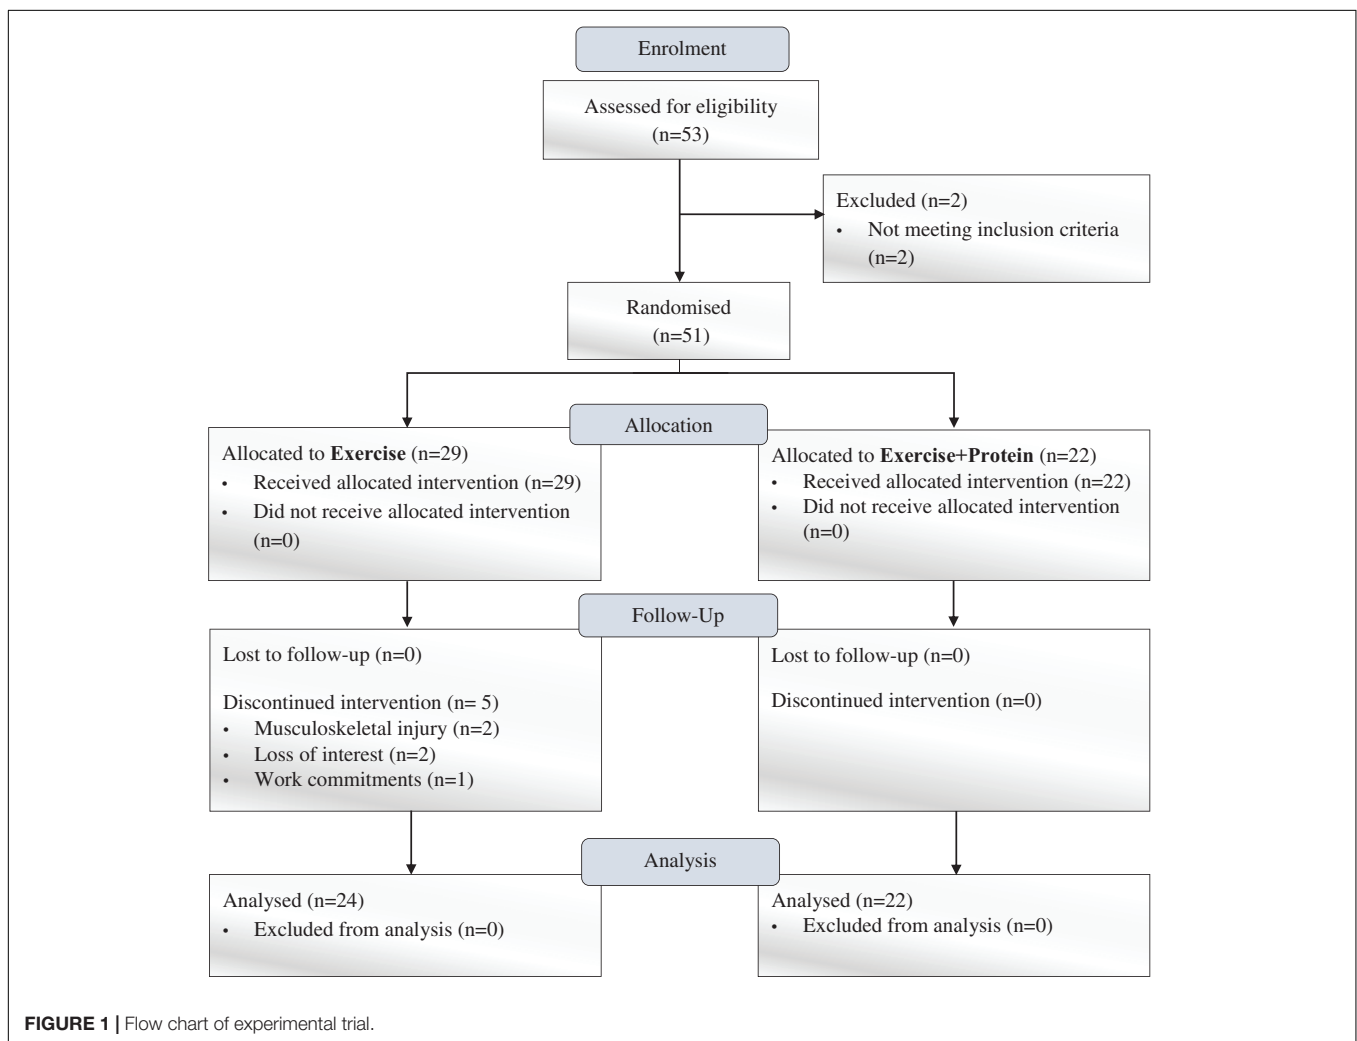 Enrolment
Assessed for eligibility
(n=53)
Excluded (n=2)
• Not meeting inclusion criteria
(n=2)
Randomised
(n=51)
Allocation
Allocated to Exercise (n=29)
• Received allocated intervention (n=29)
• Did not receive allocated intervention
(n=0)
Allocated to Exercise+Protein (n=22)
• Received allocated intervention (n=22)
• Did not receive allocated intervention
(n=0)
Follow-Up
Lost to follow-up (n=0)
Discontinued intervention (n= 5)
• Musculoskeletal injury (n=2)
• Loss of interest (n=2)
• Work commitments (n=1)
Lost to follow-up (n=0)
Discontinued intervention (n=0)
Analysis
Analysed (n=24)
• Excluded from analysis (n=0)
Analysed (n=22)
• Excluded from analysis (n=0)
FIGURE 1 | Flow chart of experimental trial.